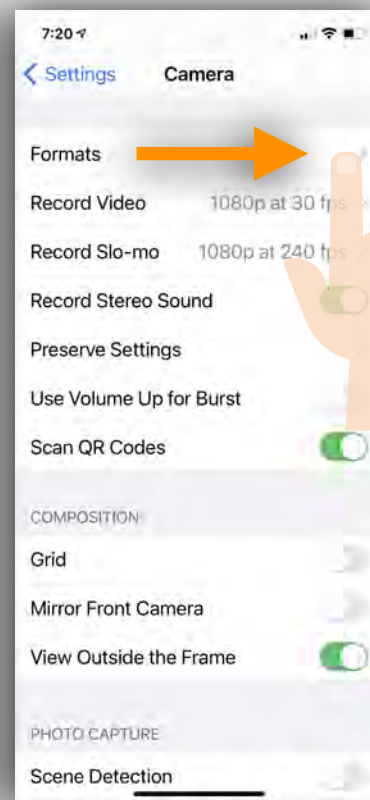 7:20
Settings Camera
Formats
Record Video 1080p at 30 fps
Record Slo-mo 1080p at 240 fps
Record Stereo Sound
Preserve Settings
Use Volume Up for Burst
Scan QR Codes
COMPOSITION
Grid
Mirror Front Camera
View Outside the Frame
PHOTO CAPTURE
Scene Detection